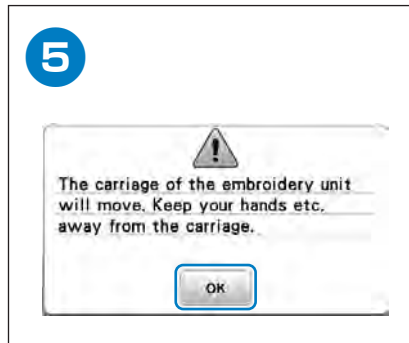 5
The carriage of the embroidery unit
will move. Keep your hands etc.
away from the carriage.
OK